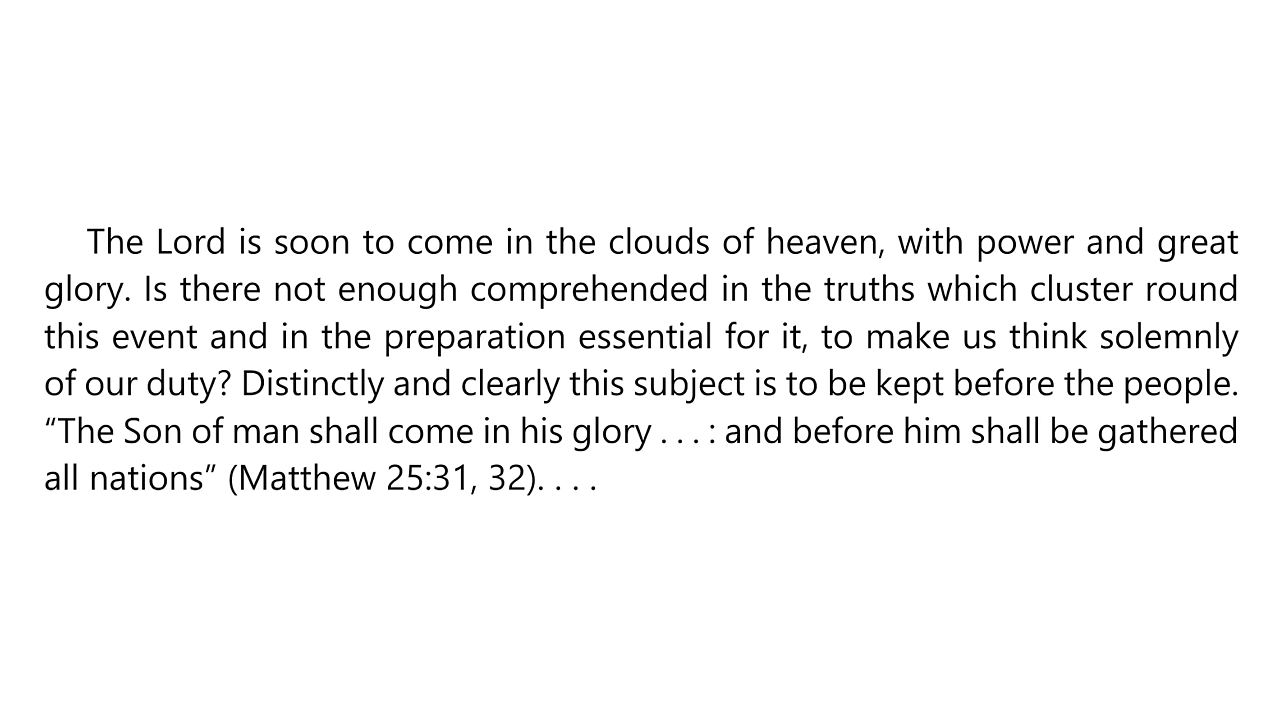 The Lord is soon to come in the clouds of heaven, with power and great
glory. Is there not enough comprehended in the truths which cluster round
this event and in the preparation essential for it, to make us think solemnly
of our duty? Distinctly and clearly this subject is to be kept before the people.
“The Son of man shall come in his glory . . . : and before him shall be gathered
all nations” (Matthew 25:31, 32). . . .